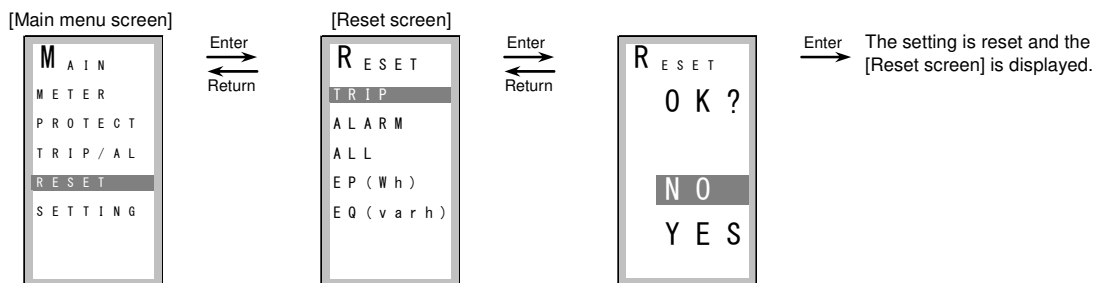 [Main menu screen]
MAIN
METER
PROTECT
TRIP/AL
RESET
SETTING
Enter
Return
[Reset screen]
RESET
TRIP
ALARM
ALL
EP(Wh)
EQ(varh)
Enter
Return
RESET
OK?
NO
YES
Enter
The setting is reset and the
[Reset screen] is displayed.